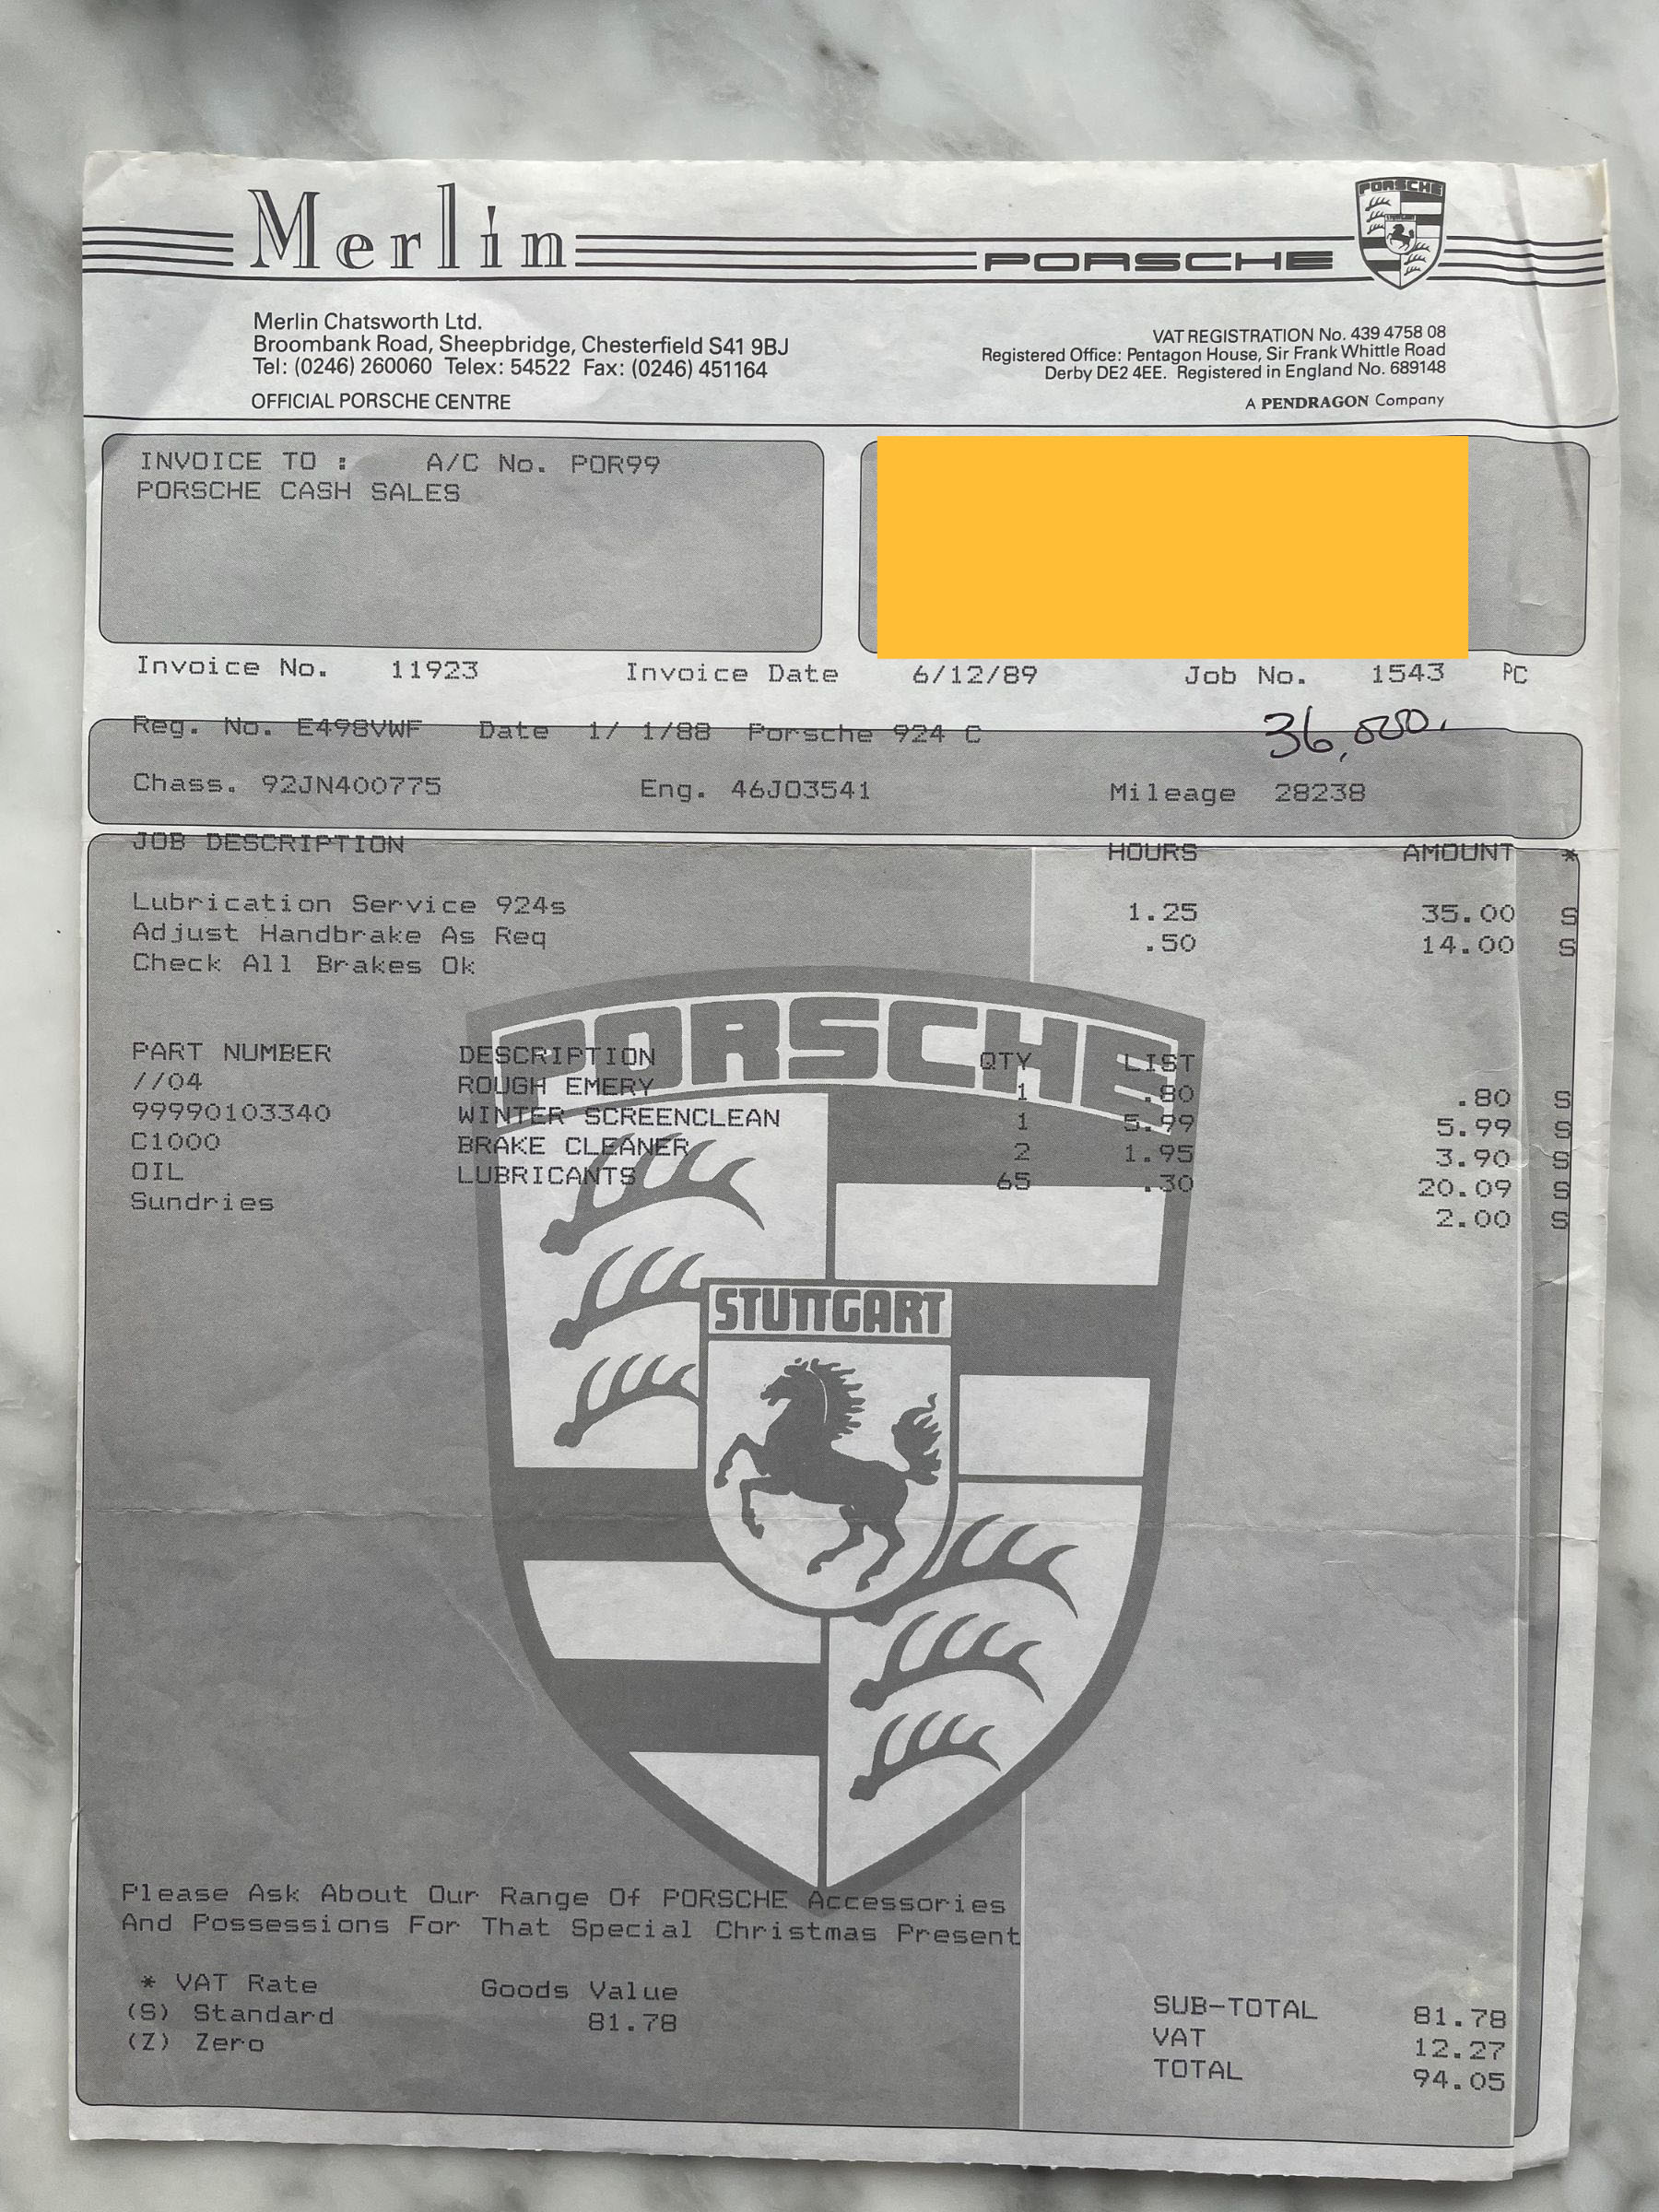 Merlin
PORSCHE
PORSCHE
STUTTGART
Merlin Chatsworth Ltd.
Broombank Road, Sheepbridge, Chesterfield S41 9BJ
Tel: (0246) 260060 Telex: 54522 Fax: (0246) 451164
OFFICIAL PORSCHE CENTRE
VAT REGISTRATION No. 439 4758 08
Registered Office: Pentagon House, Sir Frank Whittle Road
Derby DE2 4EE. Registered in England No. 689148
A PENDRAGON Company
INVOICE TO : A/C No. POR99
PORSCHE CASH SALES
Invoice No. 11923 Invoice Date 6/12/89 Job No. 1543 PC
Reg. No. E498VWF Date 1/ 1/88 Porsche 924 C
36,000.
Chass. 92JN400775 Eng. 46J03541 Mileage 28238
JOB DESCRIPTION HOURS AMOUNT *
Lubrication Service 924s 1.25 35.00 S
Adjust Handbrake As Req .50 14.00 S
Check All Brakes Ok
PORSCHE
PART NUMBER DESCRIPTION QTY LIST
//04 ROUGH EMERY 1 .80 .80 S
99990103340 WINTER SCREENCLEAN 1 5.99 5.99 S
C1000 BRAKE CLEANER 2 1.95 3.90 S
OIL LUBRICANTS 65 .30 20.09 S
Sundries 2.00 S
STUTTGART
Please Ask About Our Range Of PORSCHE Accessories
And Possessions For That Special Christmas Present
* VAT Rate Goods Value
(S) Standard 81.78
(Z) Zero
SUB-TOTAL 81.78
VAT 12.27
TOTAL 94.05